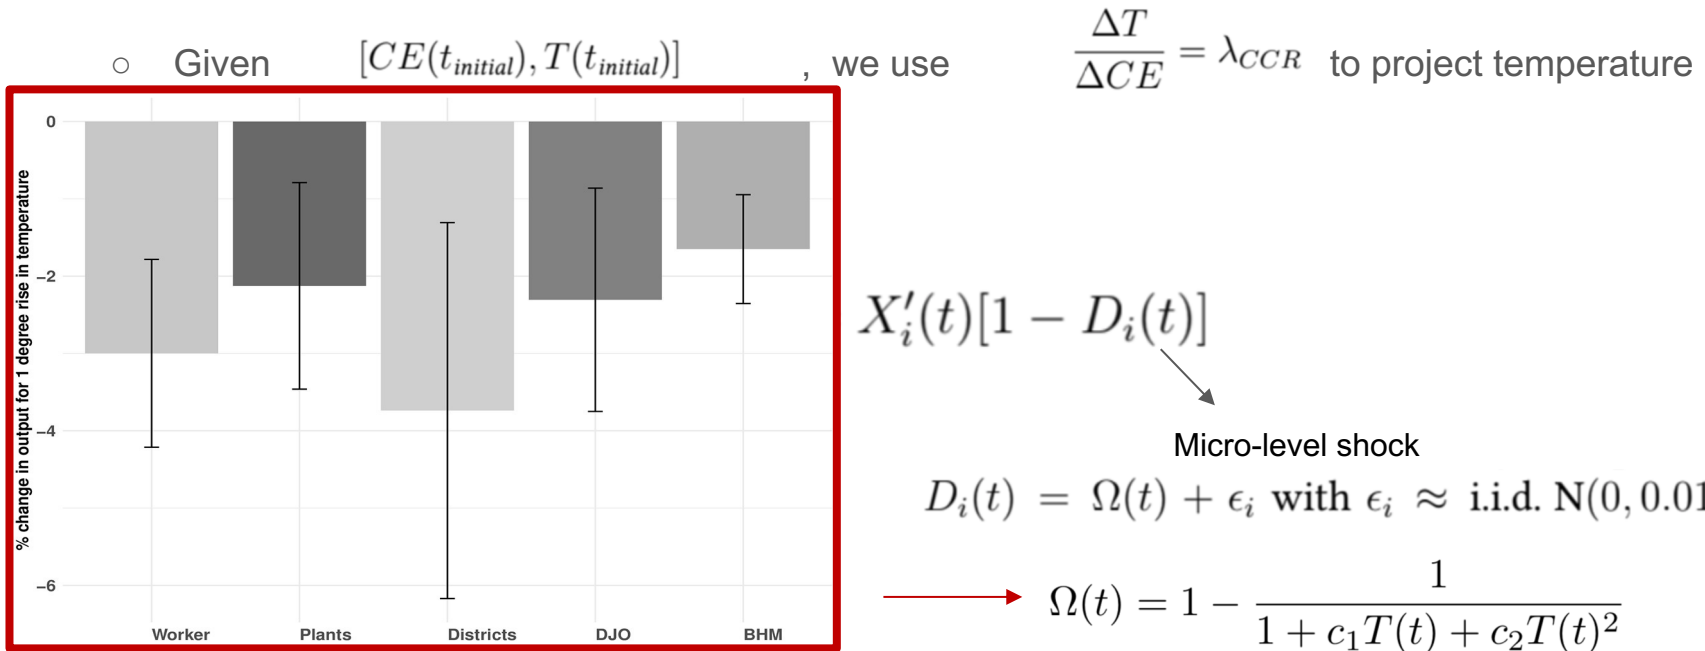 ○ Given [CE(t_initial), T(t_initial)] , we use ΔT/ΔCE = λ_CCR to project temperature
% change in output for 1 degree rise in temperature
0
−2
−4
−6
Worker Plants Districts DJO BHM
X′_i(t)[1 − D_i(t)]
Micro-level shock
D_i(t) = Ω(t) + ϵ_i with ϵ_i ≈ i.i.d. N(0, 0.01
Ω(t) = 1 − 1/(1 + c_1T(t) + c_2T(t)^2)